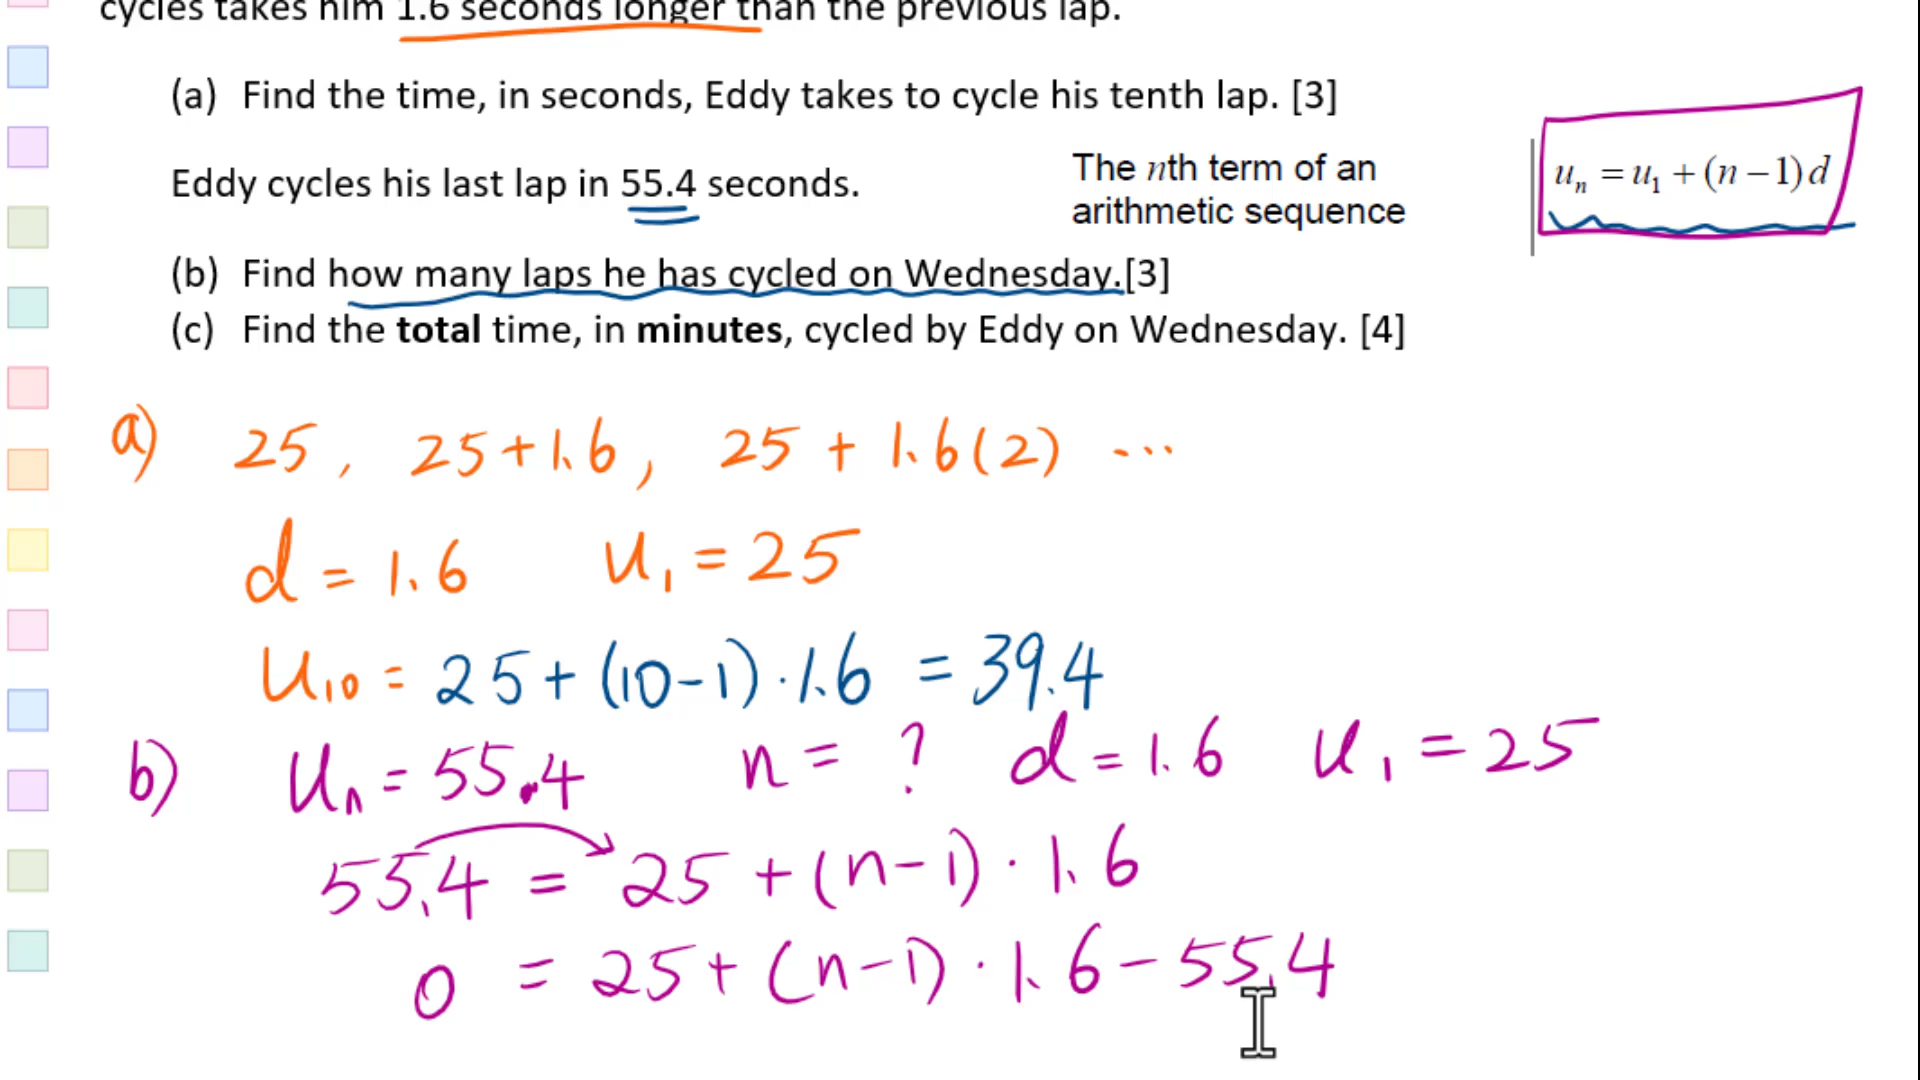 cycles takes him 1.6 seconds longer than the previous lap.
(a) Find the time, in seconds, Eddy takes to cycle his tenth lap. [3]
Eddy cycles his last lap in 55.4 seconds.
The nth term of an
arithmetic sequence
uₙ = u₁ + (n − 1) d
(b) Find how many laps he has cycled on Wednesday.[3]
(c) Find the total time, in minutes, cycled by Eddy on Wednesday. [4]
a) 25, 25+1.6, 25 + 1.6(2) ...
d = 1.6 u₁ = 25
u₁₀ = 25 + (10-1) · 1.6 = 39.4
b) uₙ = 55.4 n = ? d = 1.6 u₁ = 25
55.4 = 25 + (n-1) · 1.6
0 = 25 + (n-1) · 1.6 - 55.4